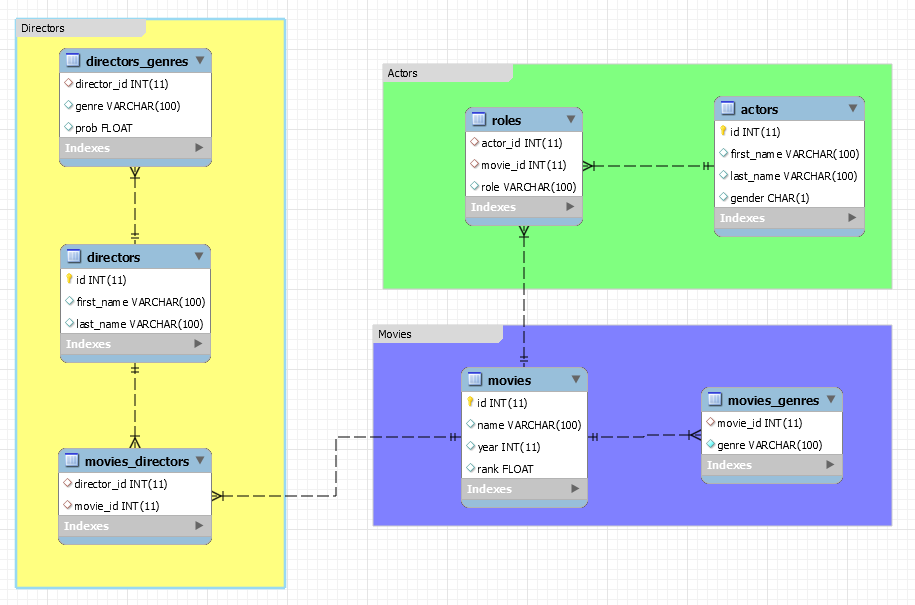 Directors
directors_genres
director_id INT(11)
genre VARCHAR(100)
prob FLOAT
Indexes
directors
id INT(11)
first_name VARCHAR(100)
last_name VARCHAR(100)
Indexes
movies_directors
director_id INT(11)
movie_id INT(11)
Indexes
Actors
roles
actor_id INT(11)
movie_id INT(11)
role VARCHAR(100)
Indexes
actors
id INT(11)
first_name VARCHAR(100)
last_name VARCHAR(100)
gender CHAR(1)
Indexes
Movies
movies
id INT(11)
name VARCHAR(100)
year INT(11)
rank FLOAT
Indexes
movies_genres
movie_id INT(11)
genre VARCHAR(100)
Indexes